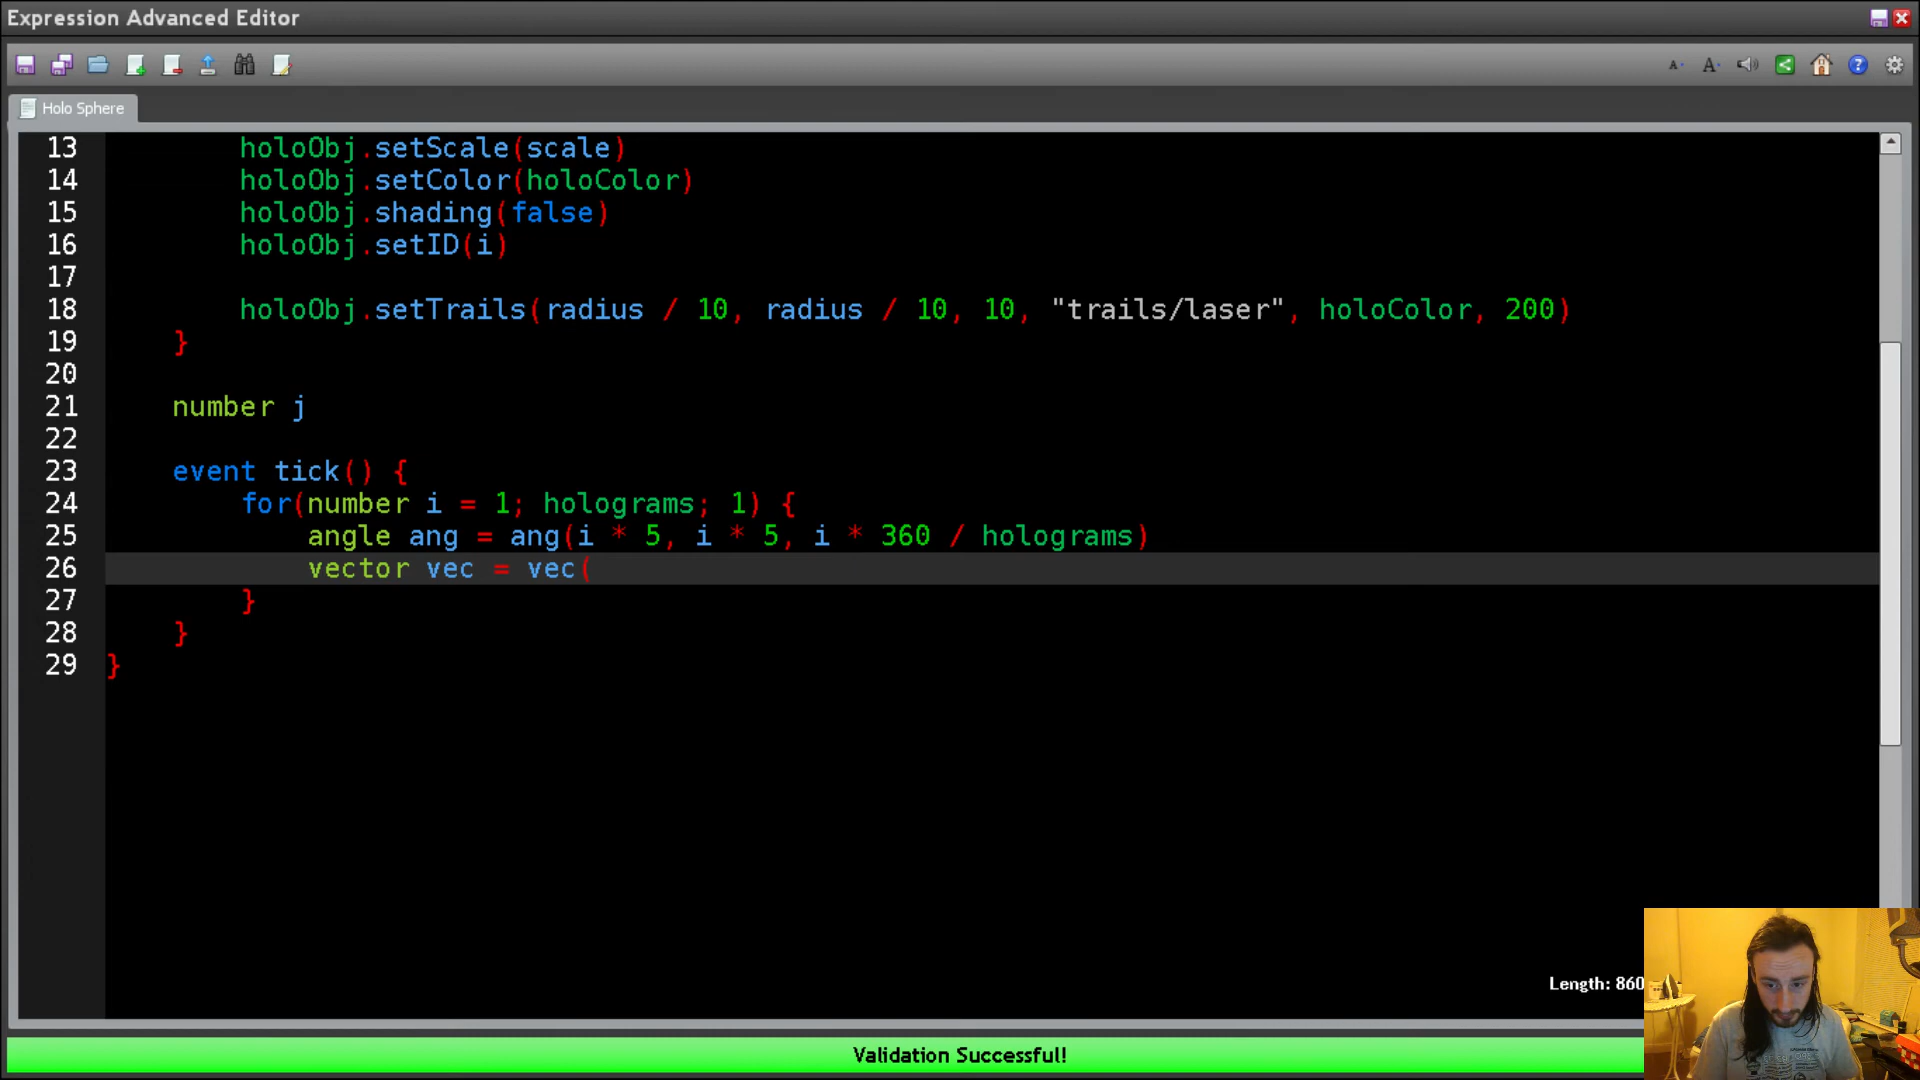 Expression Advanced Editor
A- A+
Holo Sphere
13 holoObj.setScale(scale)
14 holoObj.setColor(holoColor)
15 holoObj.shading(false)
16 holoObj.setID(i)
17
18 holoObj.setTrails(radius / 10, radius / 10, 10, "trails/laser", holoColor, 200)
19 }
20
21 number j
22
23 event tick() {
24 for(number i = 1; holograms; 1) {
25 angle ang = ang(i * 5, i * 5, i * 360 / holograms)
26 vector vec = vec(
27 }
28 }
29 }
Length: 860
Validation Successful!